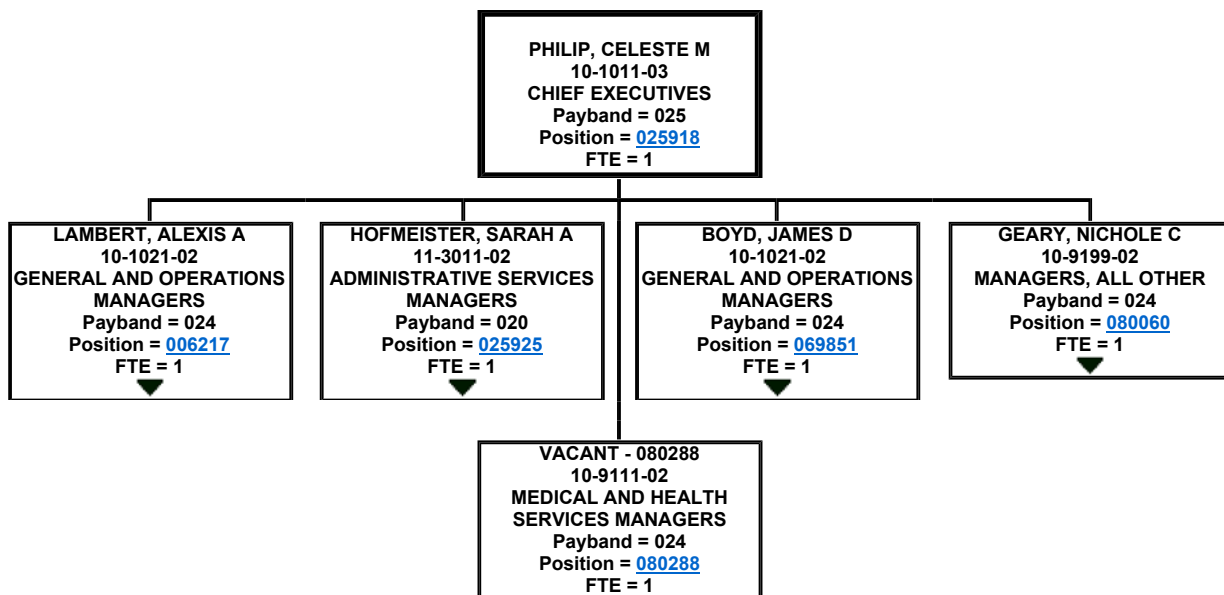 PHILIP, CELESTE M
10-1011-03
CHIEF EXECUTIVES
Payband = 025
Position = 025918
FTE = 1
LAMBERT, ALEXIS A
10-1021-02
GENERAL AND OPERATIONS
MANAGERS
Payband = 024
Position = 006217
FTE = 1
HOFMEISTER, SARAH A
11-3011-02
ADMINISTRATIVE SERVICES
MANAGERS
Payband = 020
Position = 025925
FTE = 1
BOYD, JAMES D
10-1021-02
GENERAL AND OPERATIONS
MANAGERS
Payband = 024
Position = 069851
FTE = 1
GEARY, NICHOLE C
10-9199-02
MANAGERS, ALL OTHER
Payband = 024
Position = 080060
FTE = 1
VACANT - 080288
10-9111-02
MEDICAL AND HEALTH
SERVICES MANAGERS
Payband = 024
Position = 080288
FTE = 1